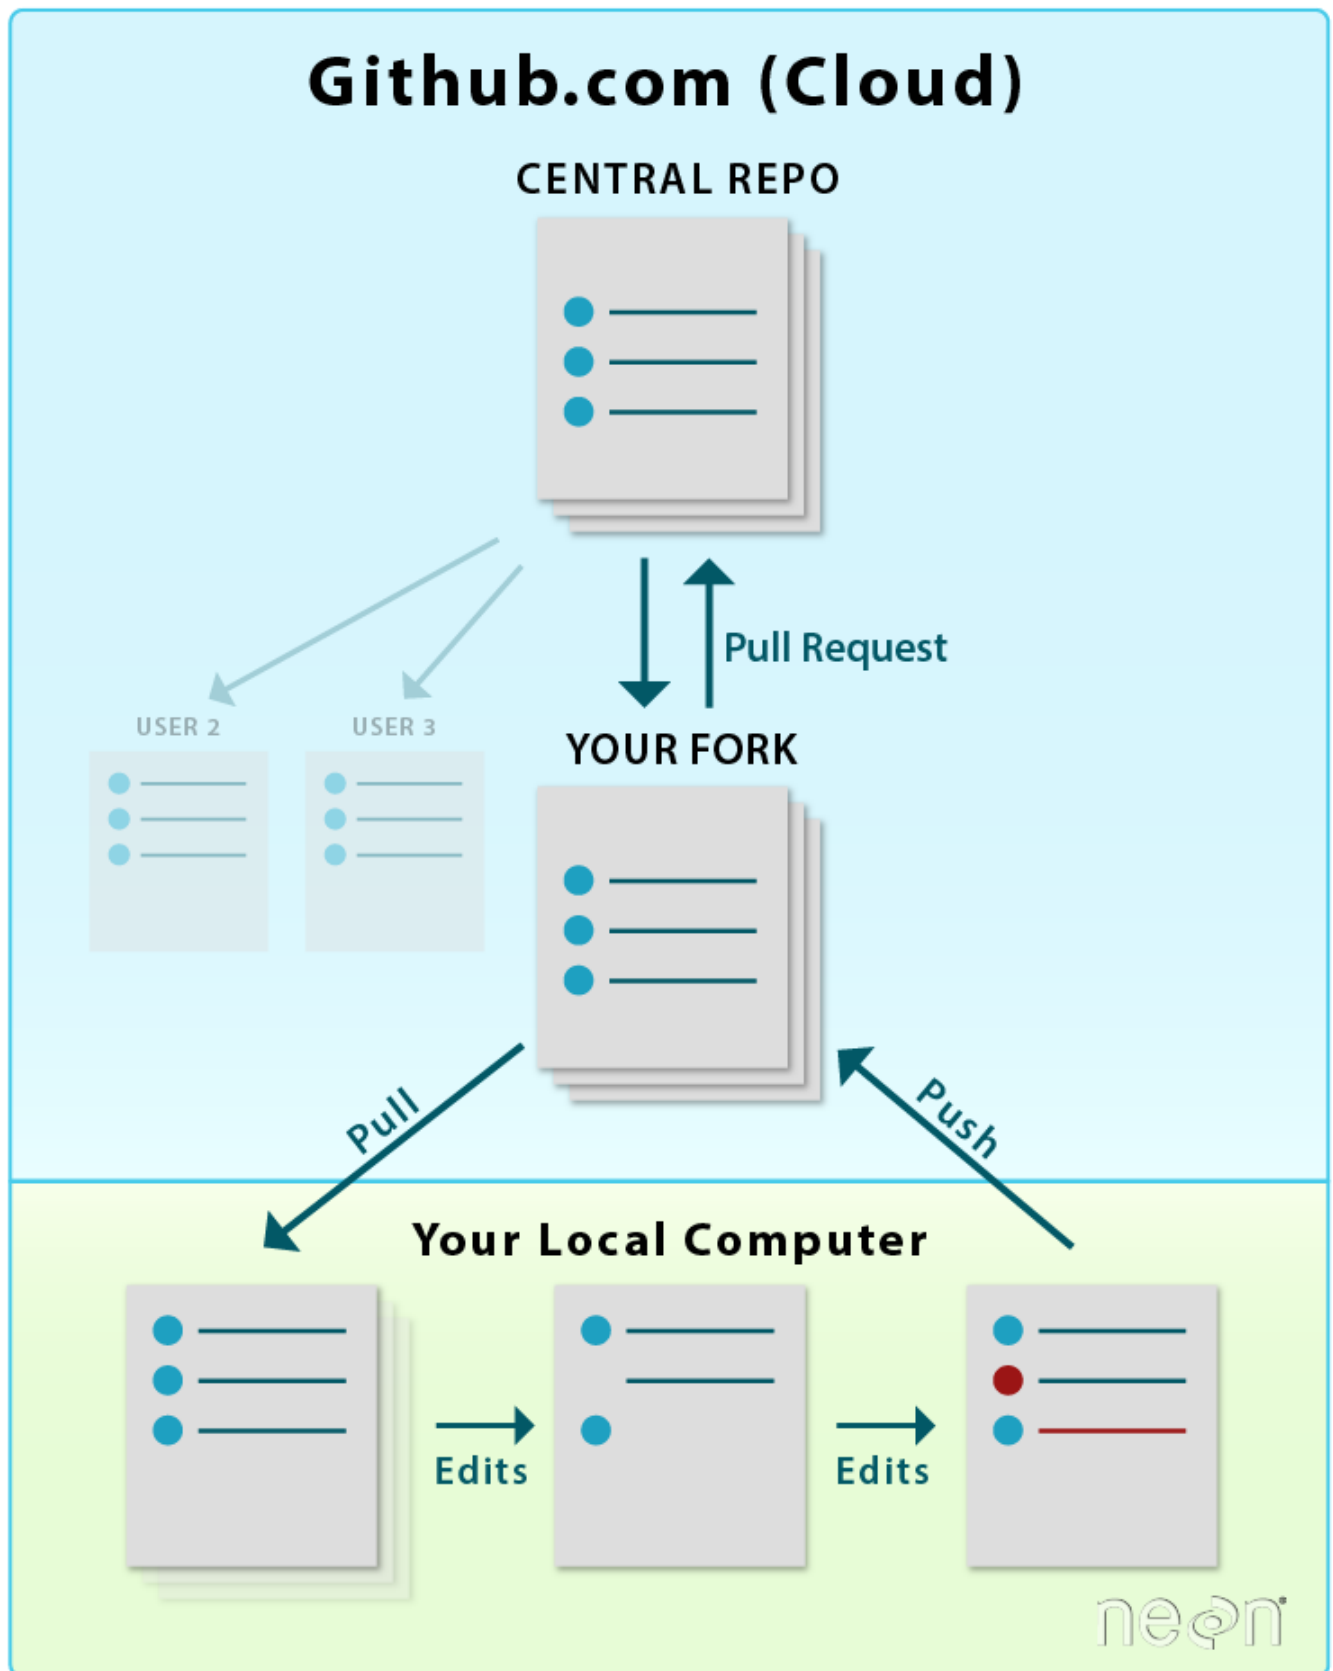 Github.com (Cloud)
CENTRAL REPO
Pull Request
USER 2
USER 3
YOUR FORK
Pull
Push
Your Local Computer
Edits
Edits
neon